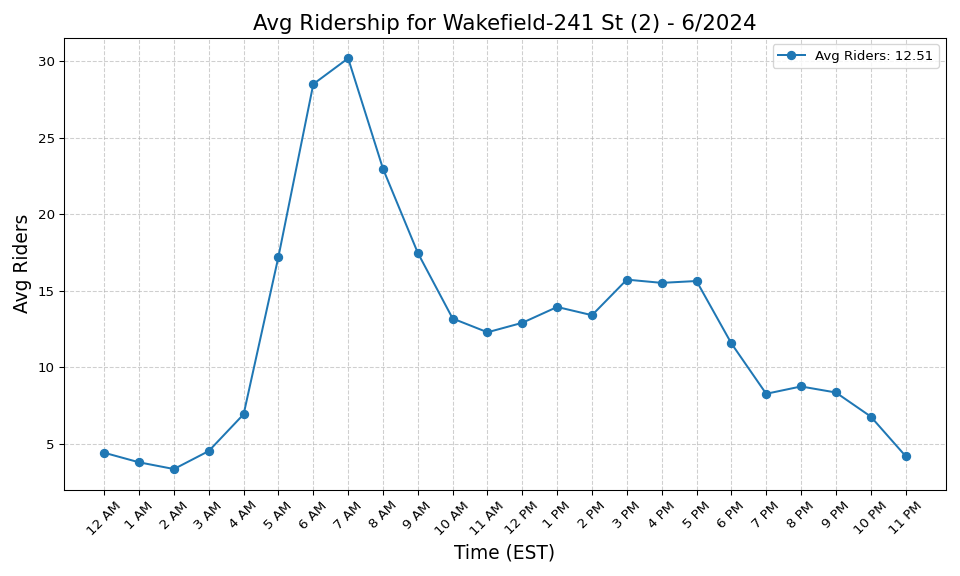 Avg Ridership for Wakefield-241 St (2) - 6/2024
Avg Riders: 12.51
Avg Riders
30
25
20
15
10
5
12 AM
1 AM
2 AM
3 AM
4 AM
5 AM
6 AM
7 AM
8 AM
9 AM
10 AM
11 AM
12 PM
1 PM
2 PM
3 PM
4 PM
5 PM
6 PM
7 PM
8 PM
9 PM
10 PM
11 PM
Time (EST)